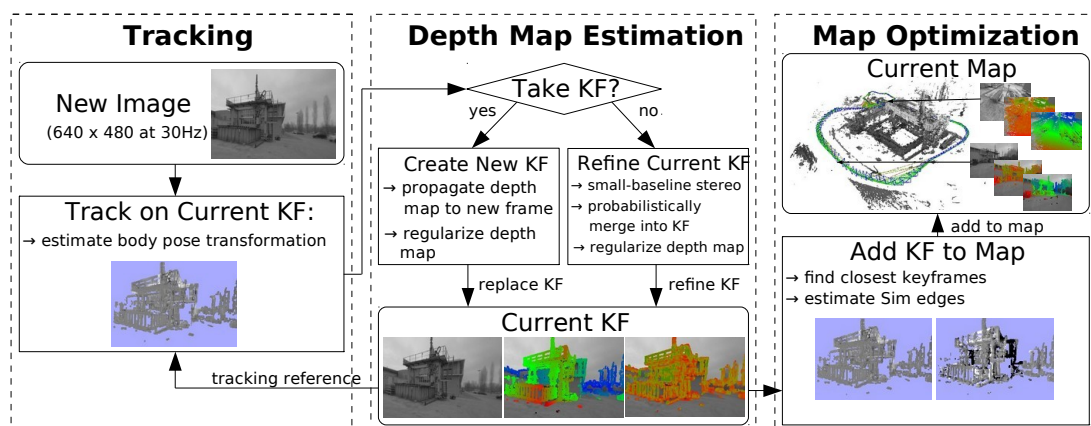 Tracking
New Image
(640 x 480 at 30Hz)
Track on Current KF:
→ estimate body pose transformation
tracking reference
Depth Map Estimation
Take KF?
yes
no
Create New KF
→ propagate depth
map to new frame
→ regularize depth
map
Refine Current KF
→ small-baseline stereo
→ probabilistically
merge into KF
→ regularize depth map
replace KF
refine KF
Current KF
Map Optimization
Current Map
add to map
Add KF to Map
→ find closest keyframes
→ estimate Sim edges